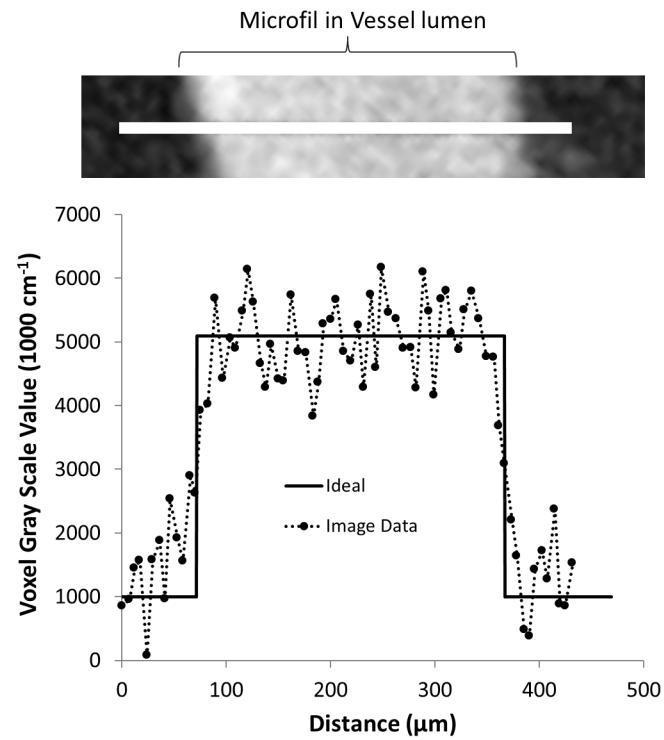 Microfil in Vessel lumen
7000
6000
5000
4000
3000
2000
1000
0
Voxel Gray Scale Value (1000 cm⁻¹)
Ideal
Image Data
0 100 200 300 400 500
Distance (µm)